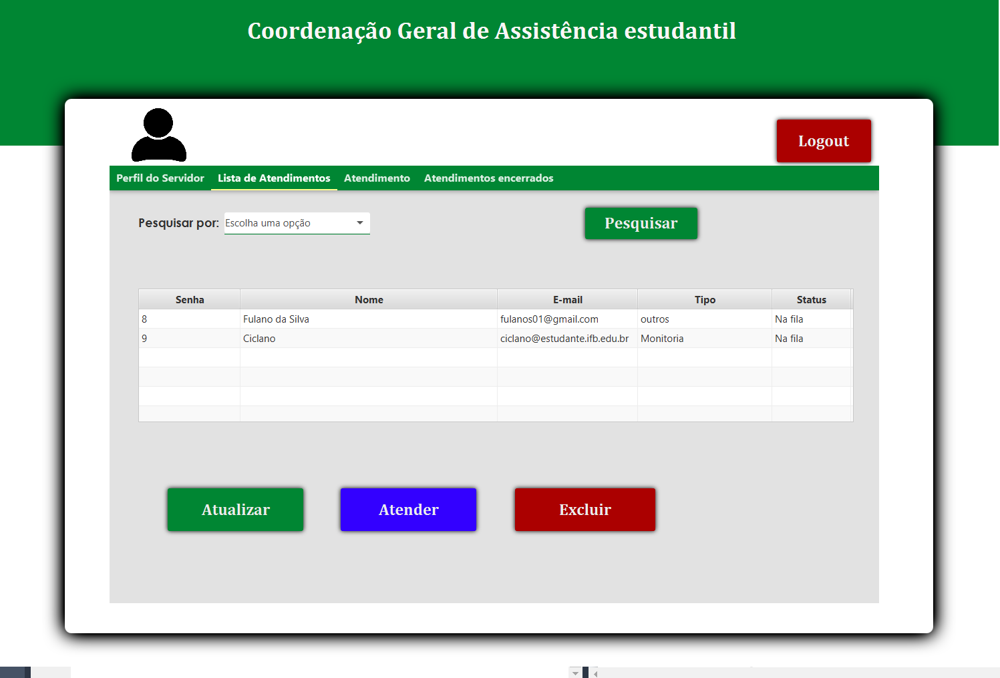 Coordenação Geral de Assistência estudantil
Logout
Perfil do Servidor Lista de Atendimentos Atendimento Atendimentos encerrados
Pesquisar por: Escolha uma opção Pesquisar
Senha Nome E-mail Tipo Status
8 Fulano da Silva fulanos01@gmail.com outros Na fila
9 Ciclano ciclano@estudante.ifb.edu.br Monitoria Na fila
Atualizar Atender Excluir